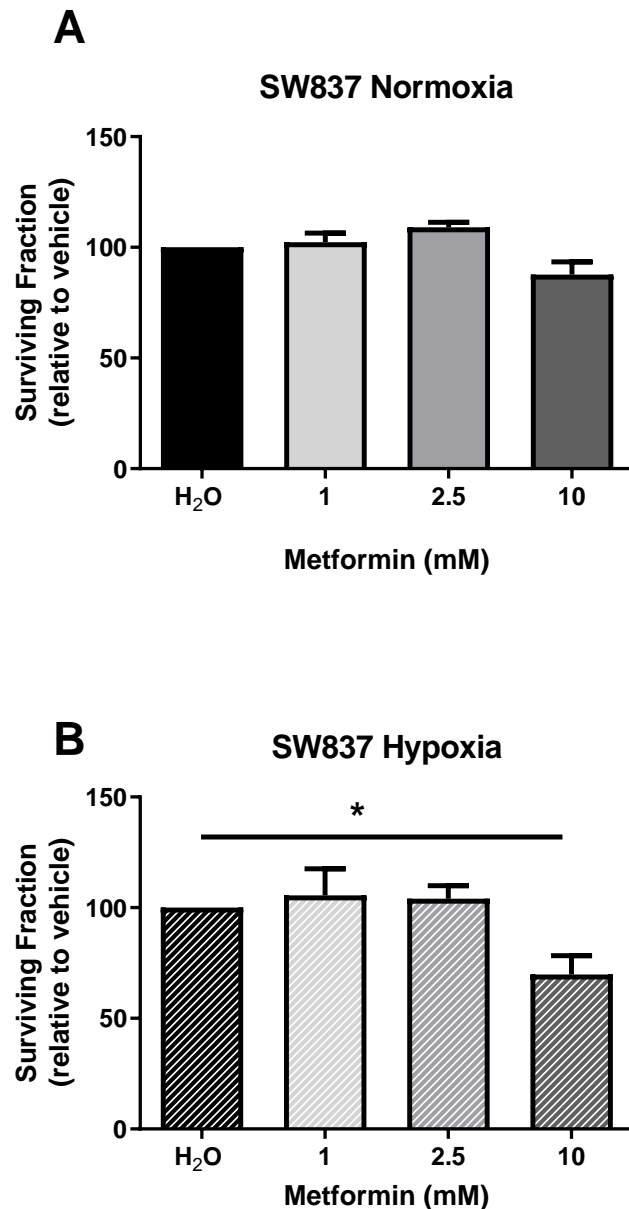 A
SW837 Normoxia
Surviving Fraction
(relative to vehicle)
150
100
50
0
H₂O 1 2.5 10
Metformin (mM)
B
SW837 Hypoxia
Surviving Fraction
(relative to vehicle)
150
*
100
50
0
H₂O 1 2.5 10
Metformin (mM)